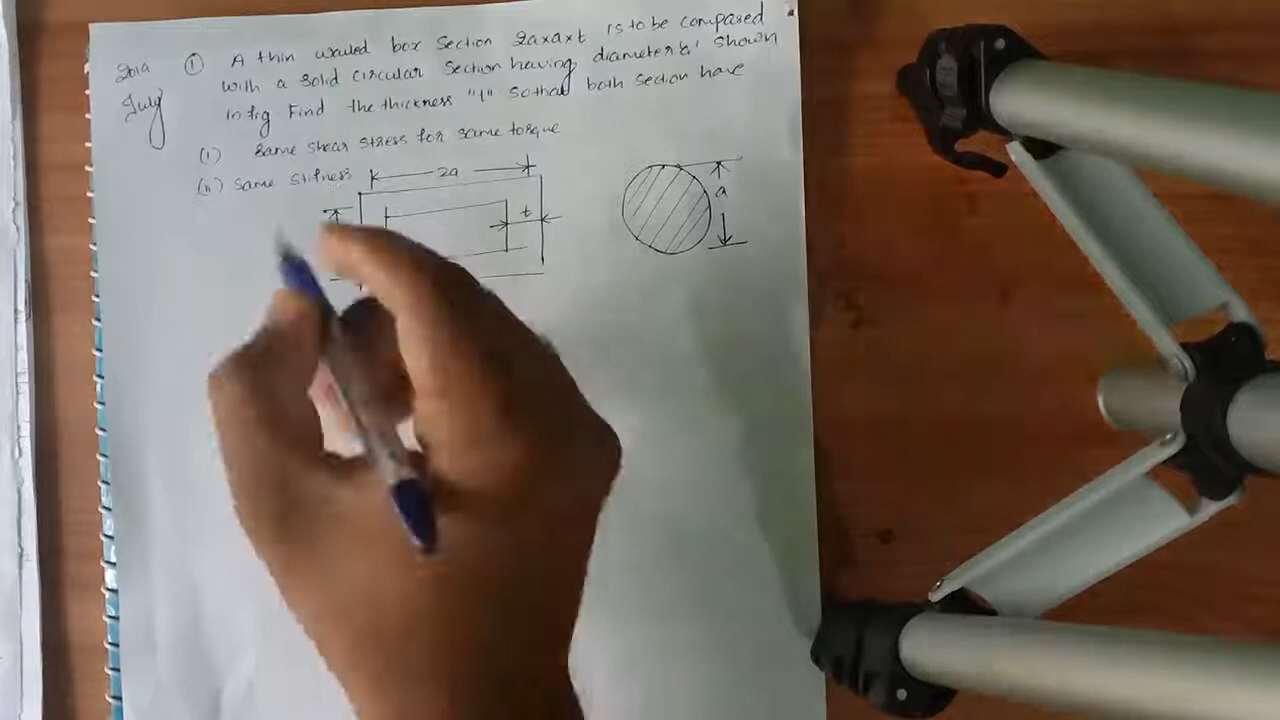 2019 July
① A thin walled box section 2axaxt is to be compared
with a solid circular section having diameter 'a' shown
in fig Find the thickness "t" so that both section have
(i) same shear stress for same torque
(ii) same stifness
2a
t
a